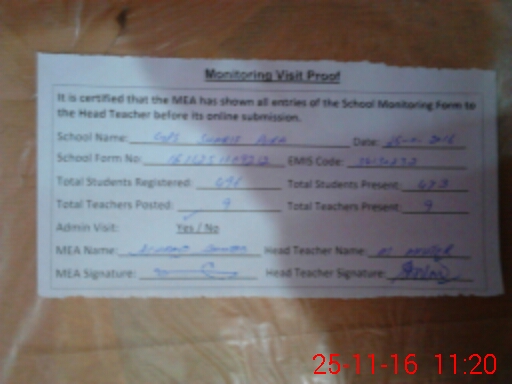 Monitoring Visit Proof
It is certified that the MEA has shown all entries of the School Monitoring Form to
the Head Teacher before its online submission.
School Name: GPS Date:
School Form No: EMIS Code:
Total Students Registered: Total Students Present: 473
Total Teachers Posted: 9 Total Teachers Present: 9
Admin Visit: Yes / No
MEA Name: Head Teacher Name:
MEA Signature: Head Teacher Signature:
25-11-16 11:20